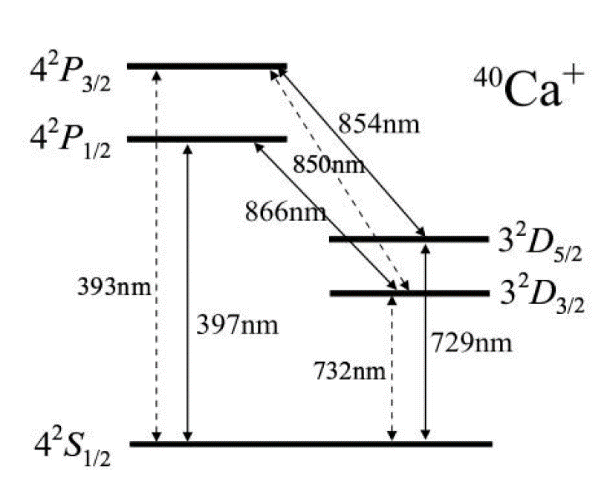 4²P₃/₂
⁴⁰Ca⁺
854nm
4²P₁/₂
850nm
866nm
3²D₅/₂
393nm
3²D₃/₂
397nm
729nm
732nm
4²S₁/₂